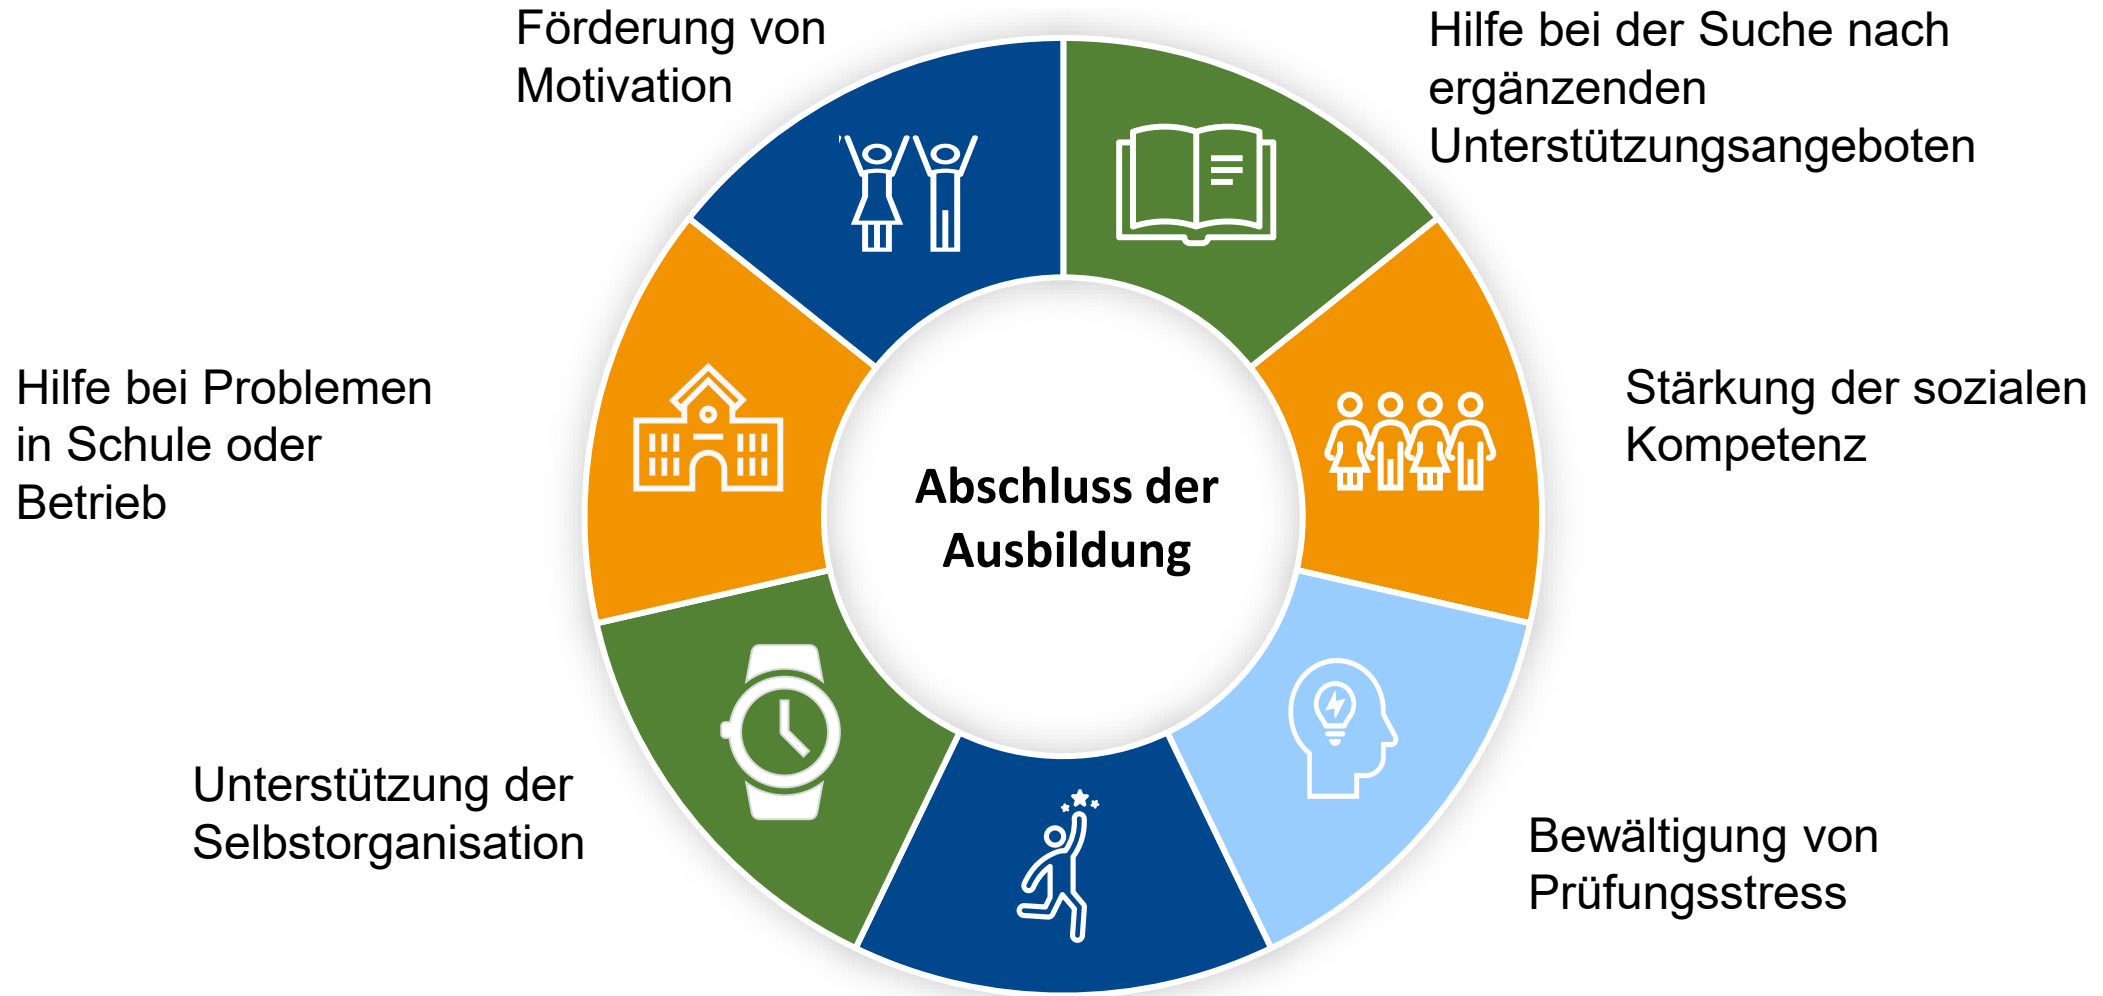 Förderung von
Motivation
Hilfe bei der Suche nach
ergänzenden
Unterstützungsangeboten
Hilfe bei Problemen
in Schule oder
Betrieb
Abschluss der
Ausbildung
Stärkung der sozialen
Kompetenz
Unterstützung der
Selbstorganisation
Bewältigung von
Prüfungsstress